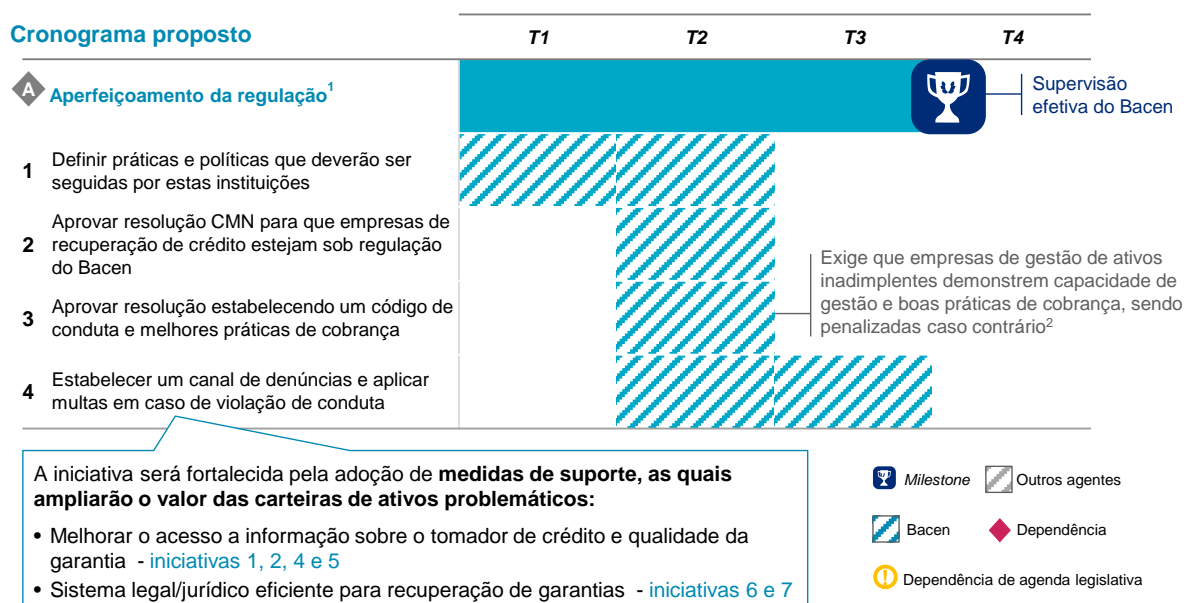 Cronograma proposto
T1 T2 T3 T4
A Aperfeiçoamento da regulação1
Supervisão
efetiva do Bacen
1 Definir práticas e políticas que deverão ser
seguidas por estas instituições
2 Aprovar resolução CMN para que empresas de
recuperação de crédito estejam sob regulação
do Bacen
3 Aprovar resolução estabelecendo um código de
conduta e melhores práticas de cobrança
Exige que empresas de gestão de ativos
inadimplentes demonstrem capacidade de
gestão e boas práticas de cobrança, sendo
penalizadas caso contrário2
4 Estabelecer um canal de denúncias e aplicar
multas em caso de violação de conduta
A iniciativa será fortalecida pela adoção de medidas de suporte, as quais
ampliarão o valor das carteiras de ativos problemáticos:
• Melhorar o acesso a informação sobre o tomador de crédito e qualidade da
garantia - iniciativas 1, 2, 4 e 5
• Sistema legal/jurídico eficiente para recuperação de garantias - iniciativas 6 e 7
Milestone Outros agentes
Bacen Dependência
Dependência de agenda legislativa